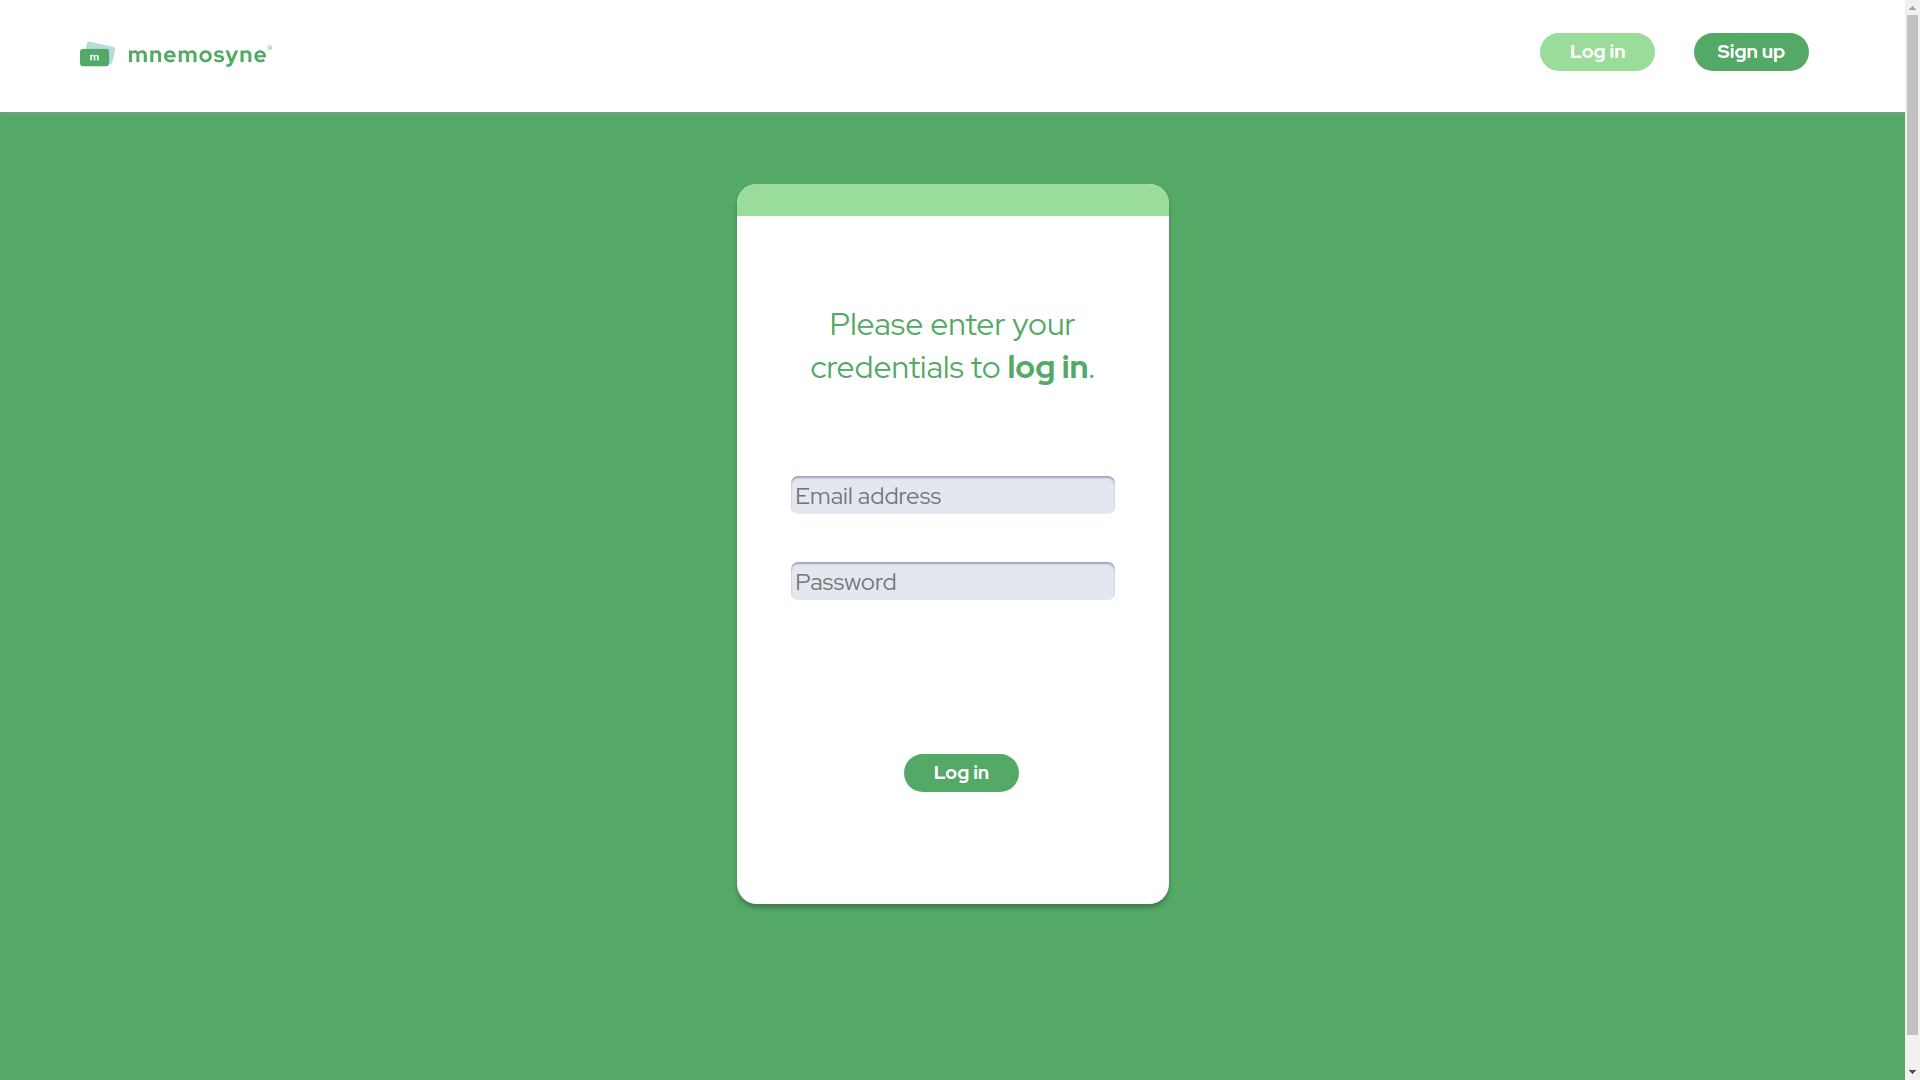 m mnemosyne®
Log in
Sign up
Please enter your
credentials to log in.
Email address
Password
Log in